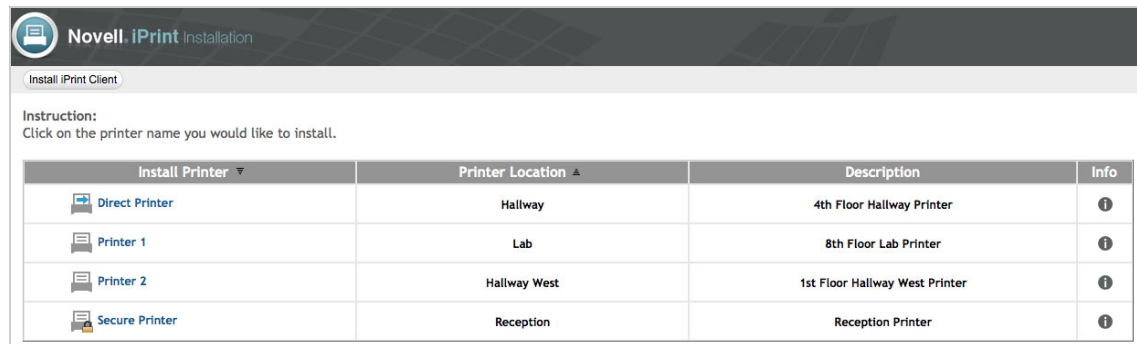 Novell. iPrint Installation
Install iPrint Client
Instruction:
Click on the printer name you would like to install.
Install Printer ▼ Printer Location ▲ Description Info
Direct Printer Hallway 4th Floor Hallway Printer
Printer 1 Lab 8th Floor Lab Printer
Printer 2 Hallway West 1st Floor Hallway West Printer
Secure Printer Reception Reception Printer